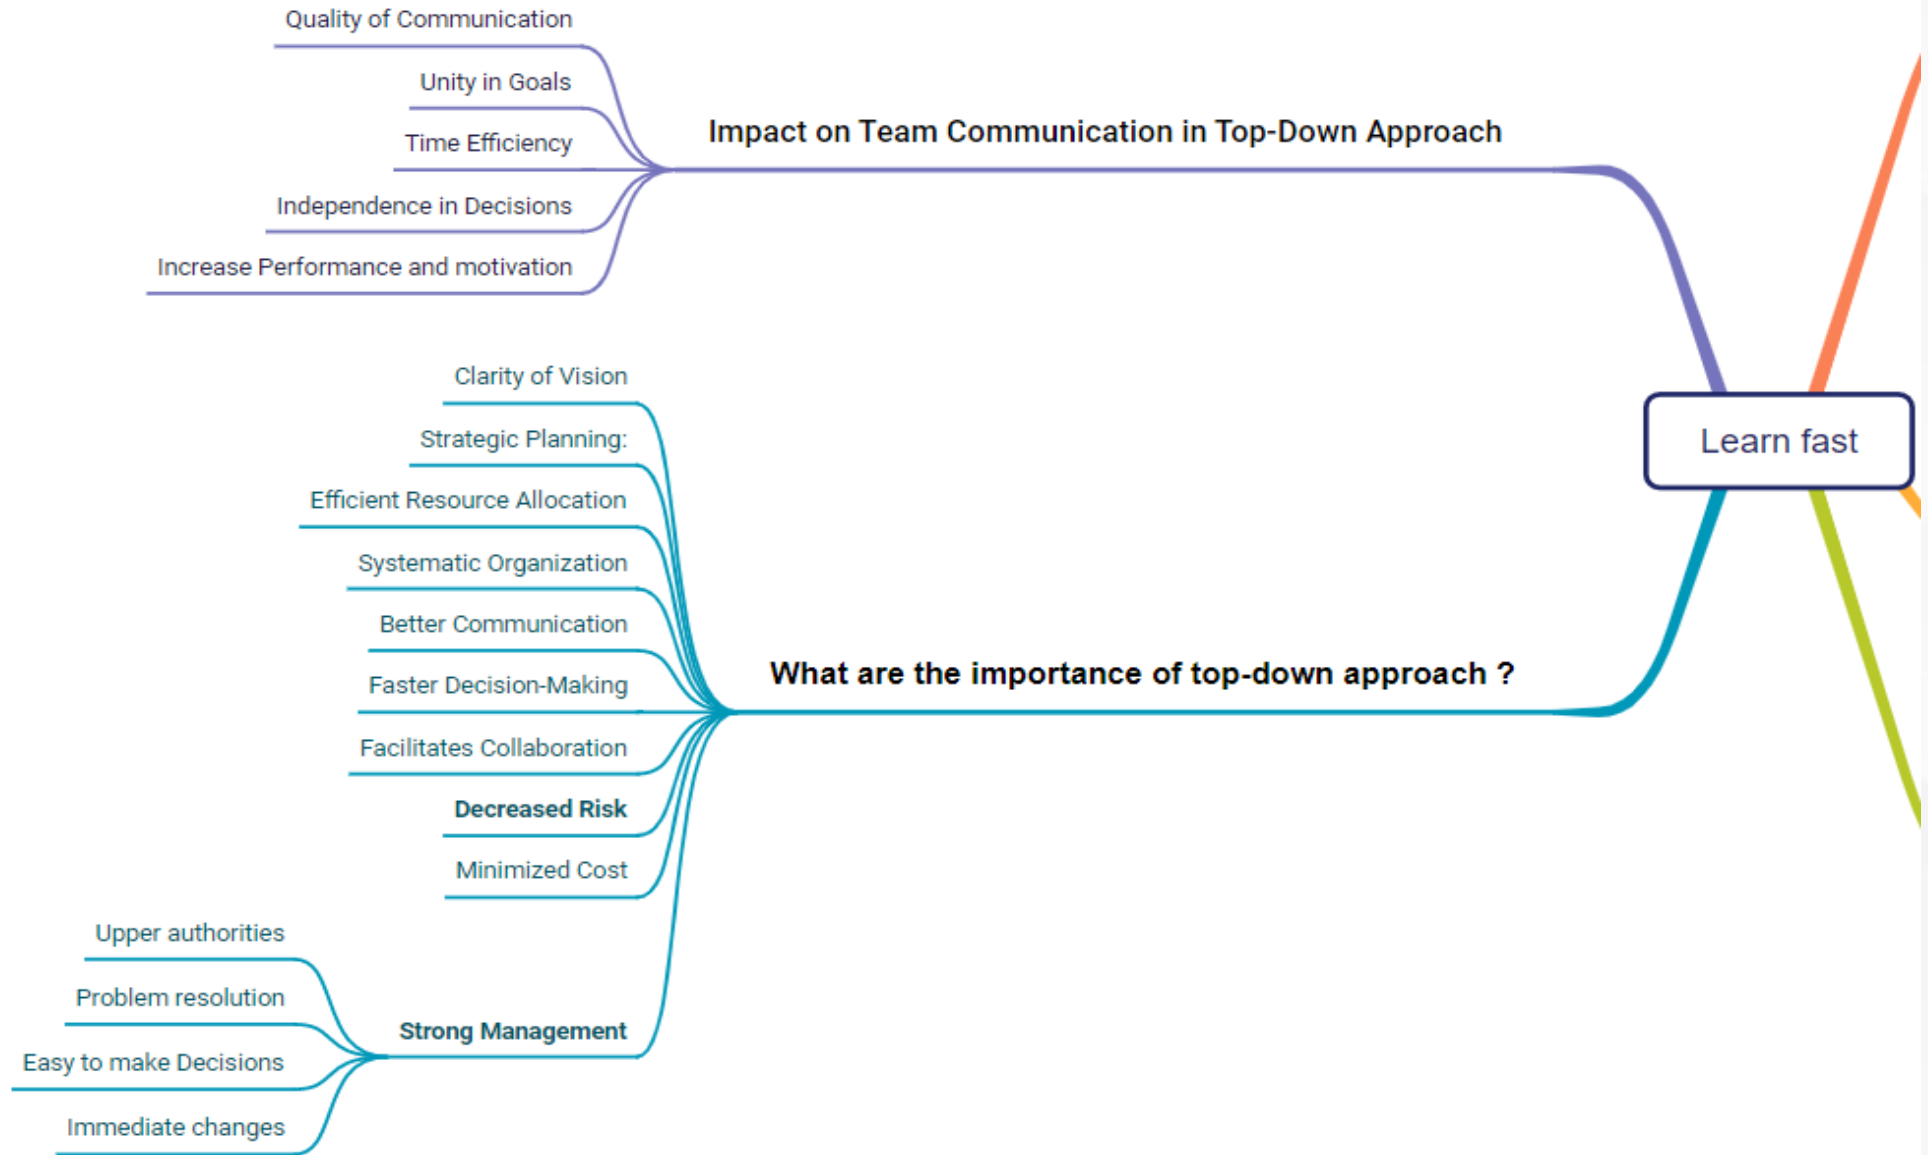 Quality of Communication
Unity in Goals
Time Efficiency
Independence in Decisions
Increase Performance and motivation
Impact on Team Communication in Top-Down Approach
Learn fast
Clarity of Vision
Strategic Planning:
Efficient Resource Allocation
Systematic Organization
Better Communication
Faster Decision-Making
Facilitates Collaboration
Decreased Risk
Minimized Cost
Strong Management
Upper authorities
Problem resolution
Easy to make Decisions
Immediate changes
What are the importance of top-down approach ?